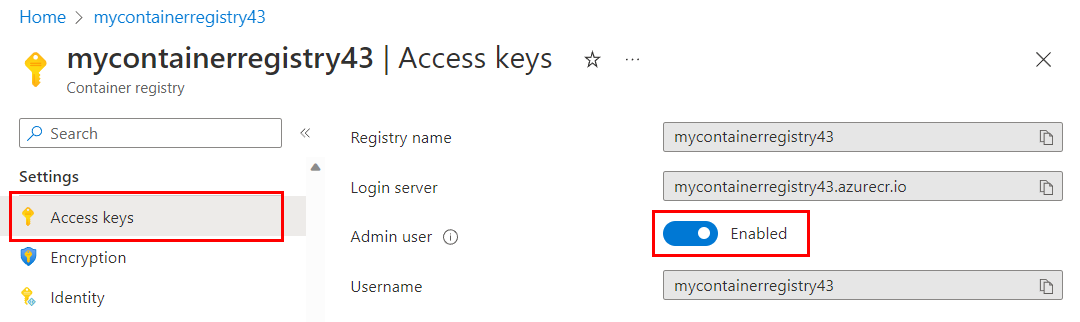 Home > mycontainerregistry43
mycontainerregistry43 | Access keys ☆ ...
Container registry
Search «
Settings
Access keys
Encryption
Identity
Registry name mycontainerregistry43
Login server mycontainerregistry43.azurecr.io
Admin user Enabled
Username mycontainerregistry43